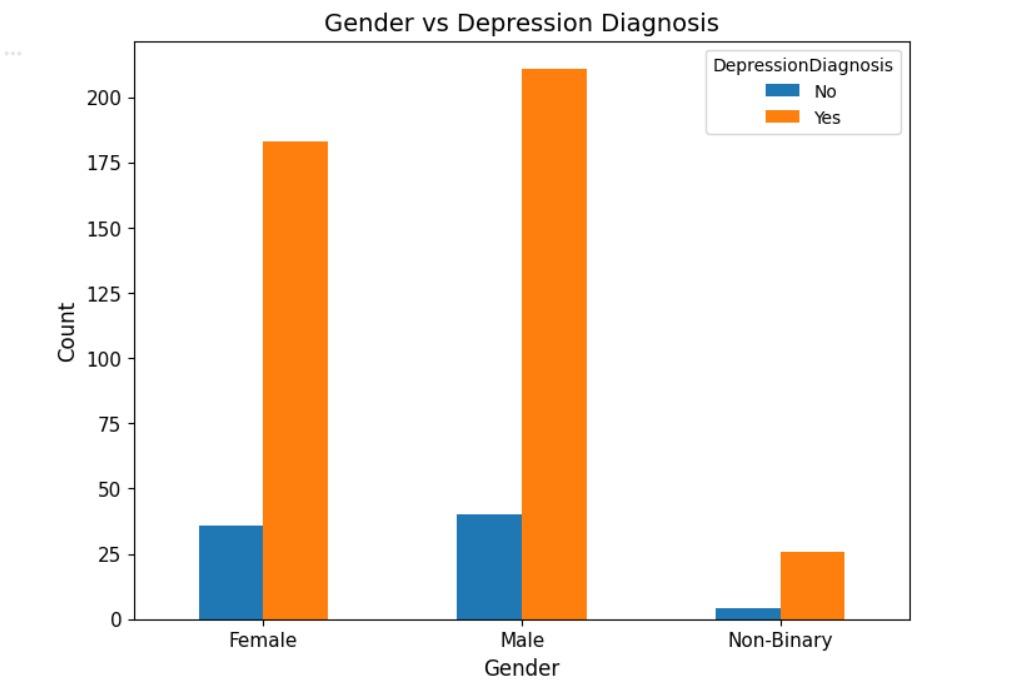 Gender vs Depression Diagnosis
DepressionDiagnosis
No
Yes
200
175
150
125
100
75
50
25
0
Count
Female Male Non-Binary
Gender